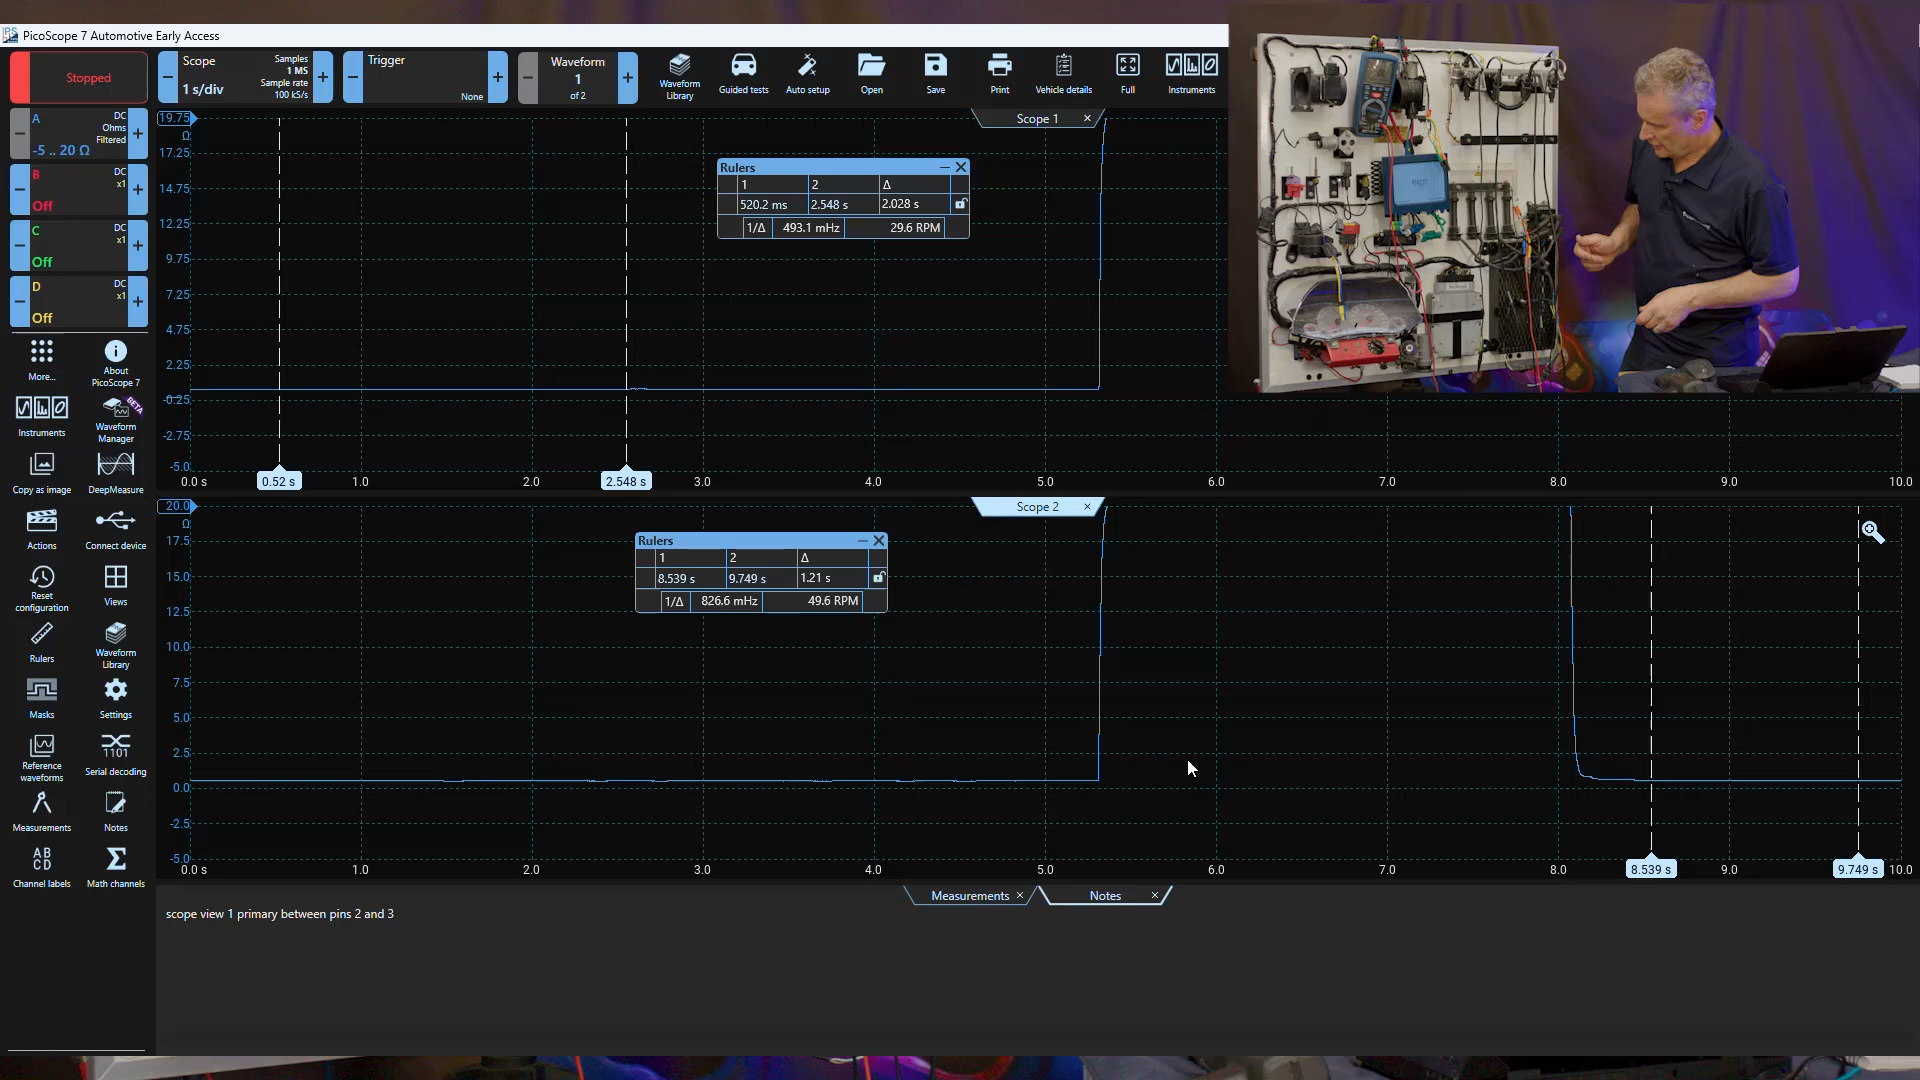 PicoScope 7 Automotive Early Access
Stopped
Scope
1 s/div
Samples
1 MS
Sample rate
100 kS/s
Trigger
None
Waveform
1
of 2
Waveform
Library
Guided tests
Auto setup
Open
Save
Print
Vehicle details
Full
Instruments
A
DC
Ohms
Filtered
-5 .. 20 Ω
B
DC
x1
Off
C
DC
x1
Off
D
DC
x1
Off
More...
About
PicoScope 7
Instruments
BETA
Waveform
Manager
Copy as image
DeepMeasure
Actions
Connect device
Reset
configuration
Views
Rulers
Waveform
Library
Masks
Settings
Reference
waveforms
1101
Serial decoding
Measurements
Notes
AB
CD
Channel labels
Math channels
Scope 1 ×
19.75
Ω
17.25
14.75
12.25
9.75
7.25
4.75
2.25
-0.25
-2.75
-5.0
Rulers
1 2 Δ
520.2 ms 2.548 s 2.028 s
1/Δ 493.1 mHz 29.6 RPM
0.0 s 0.52 s 1.0 2.0 2.548 s 3.0 4.0 5.0 6.0 7.0 8.0 9.0 10.0
Scope 2 ×
20.0
Ω
17.5
15.0
12.5
10.0
7.5
5.0
2.5
0.0
-2.5
-5.0
Rulers
1 2 Δ
8.539 s 9.749 s 1.21 s
1/Δ 826.6 mHz 49.6 RPM
0.0 s 1.0 2.0 3.0 4.0 5.0 6.0 7.0 8.0 8.539 s 9.0 9.749 s 10.0
Measurements × Notes ×
scope view 1 primary between pins 2 and 3